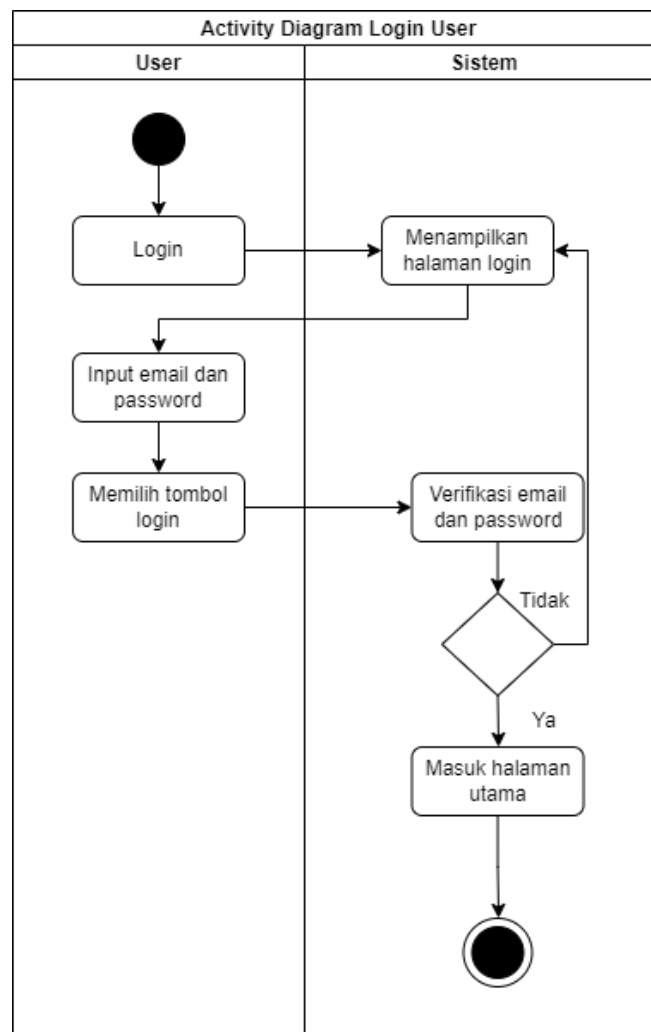 Activity Diagram Login User
User
Sistem
Login
Menampilkan
halaman login
Input email dan
password
Memilih tombol
login
Verifikasi email
dan password
Tidak
Ya
Masuk halaman
utama